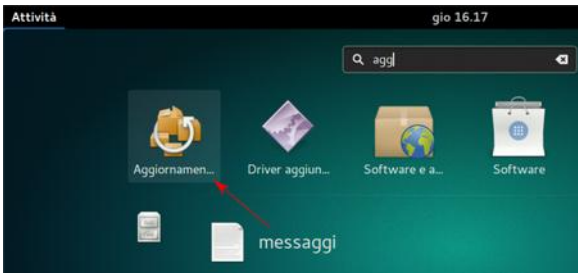 Attività
gio 16.17
agg
Aggiornamen...
Driver aggiun...
Software e a...
Software
messaggi